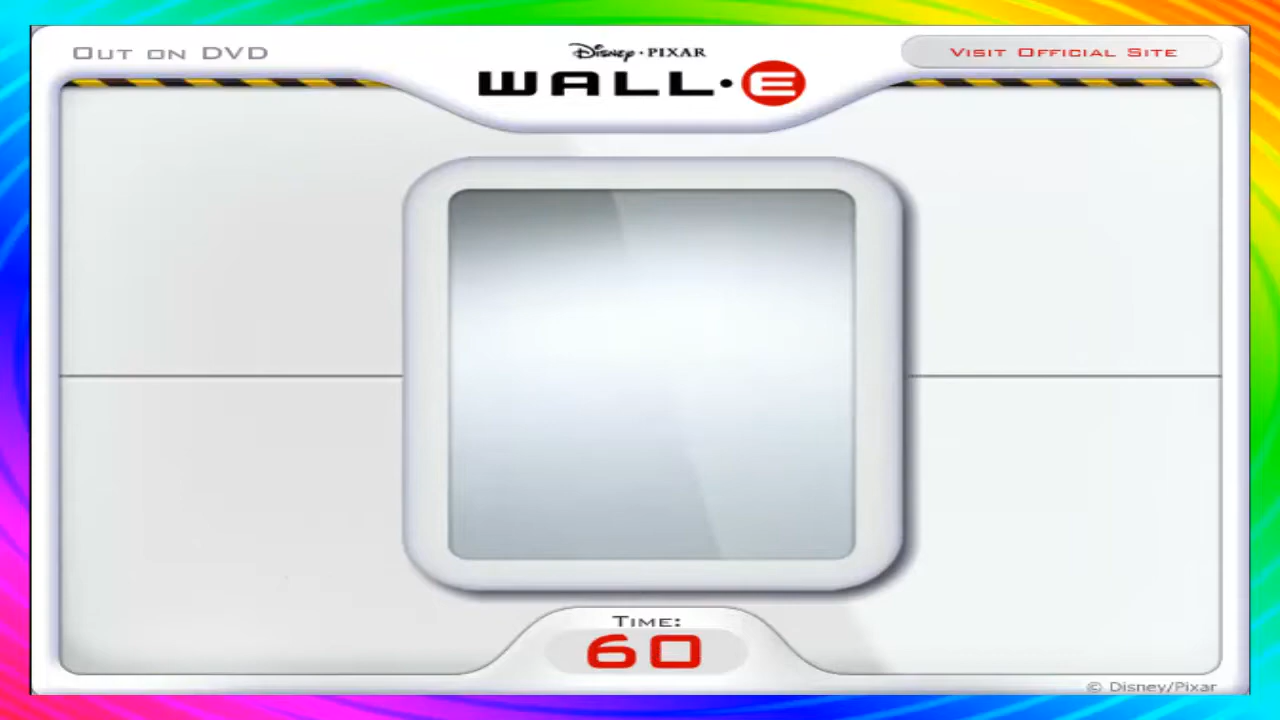 Out on DVD
Disney·PIXAR
WALL·E
Visit Official Site
Time:
60
© Disney/Pixar